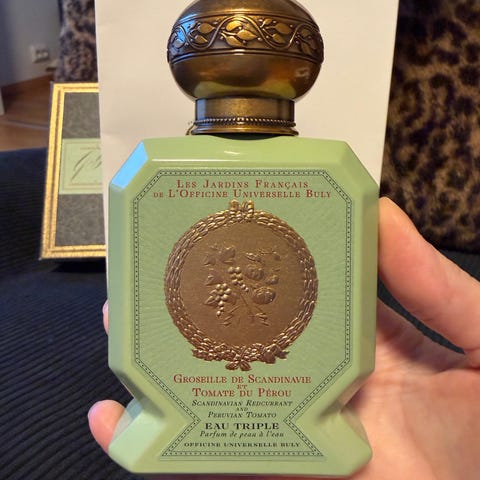 Les Jardins Français
de L'Officine Universelle Buly
Groseille de Scandinavie
et
Tomate du Pérou
Scandinavian Redcurrant
and
Peruvian Tomato
EAU TRIPLE
Parfum de peau à l'eau
OFFICINE UNIVERSELLE BULY